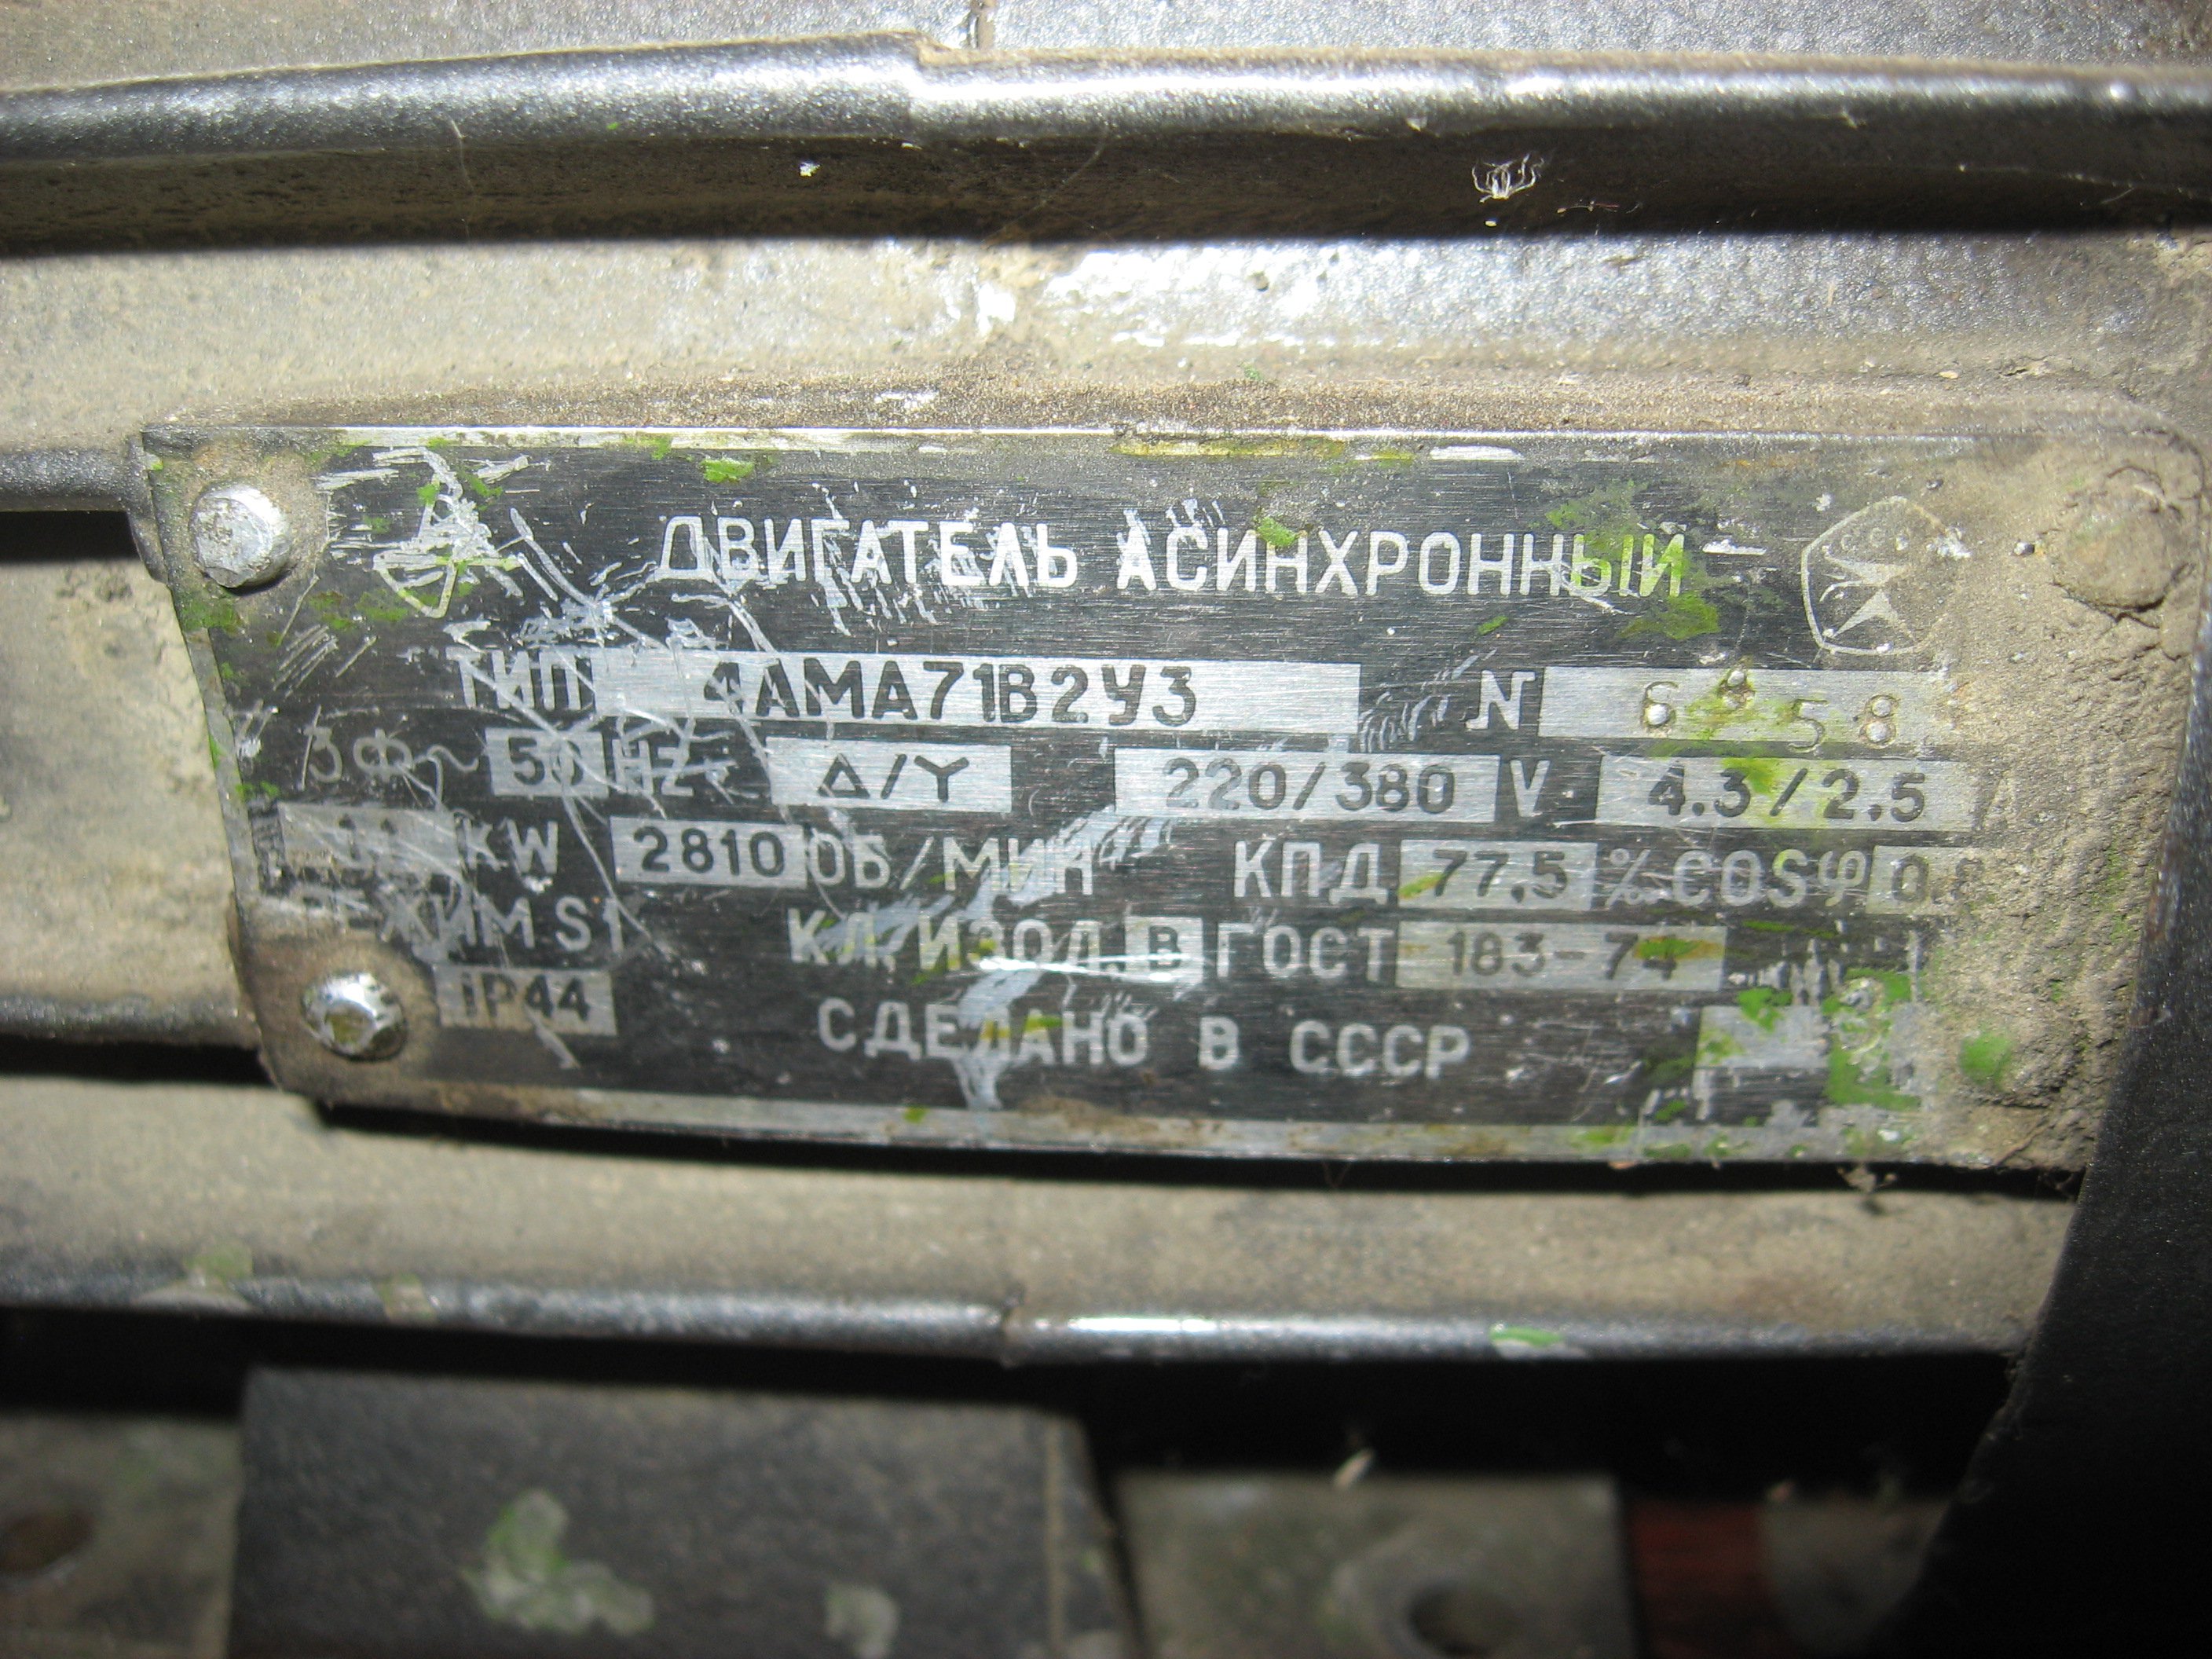 ДВИГАТЕЛЬ АСИНХРОННЫЙ
ТИП 4АМА71В2У3 N
3Ф~ 50 HZ Δ/Y 220/380 V 4.3/2.5 A
KW 2810 ОБ/МИН КПД 77,5 % COSφ
РЕЖИМ S1 КЛ. ИЗОЛ. В ГОСТ 183-74
IP44 СДЕЛАНО В СССР